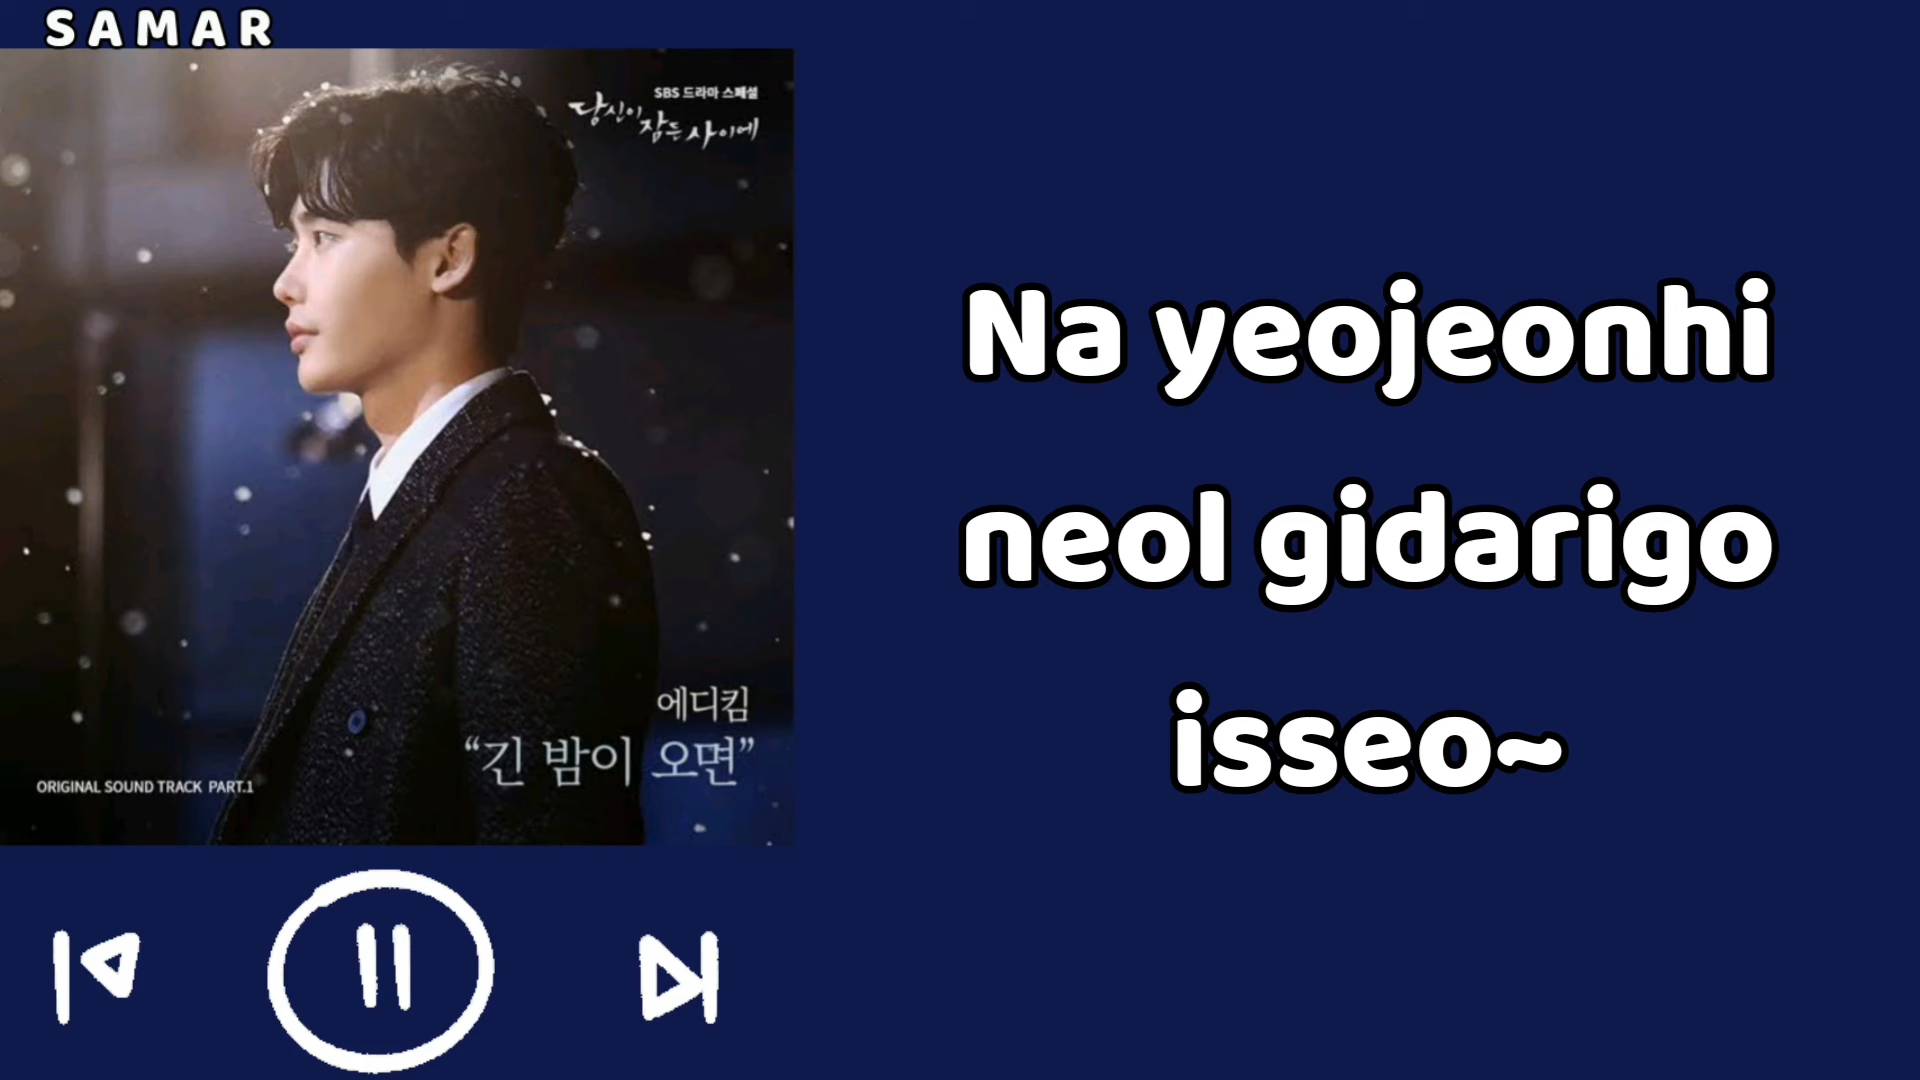 SAMAR
SBS 드라마 스페셜
당신이
잠든 사이에
에디킴
“긴 밤이 오면”
ORIGINAL SOUND TRACK PART.1
Na yeojeonhi
neol gidarigo
isseo~